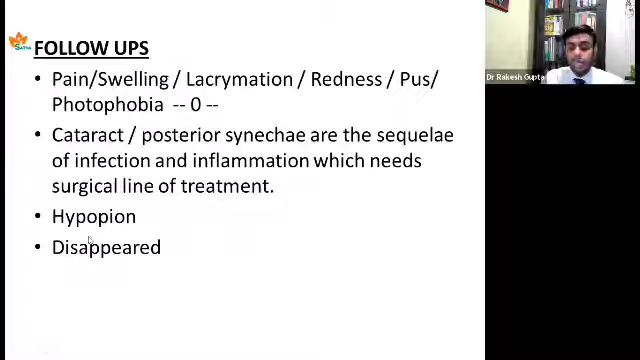 SATYA
FOLLOW UPS
• Pain/Swelling / Lacrymation / Redness / Pus/
Photophobia -- 0 --
• Cataract / posterior synechae are the sequelae
of infection and inflammation which needs
surgical line of treatment.
• Hypopion
• Disappeared
Dr Rakesh Gupta